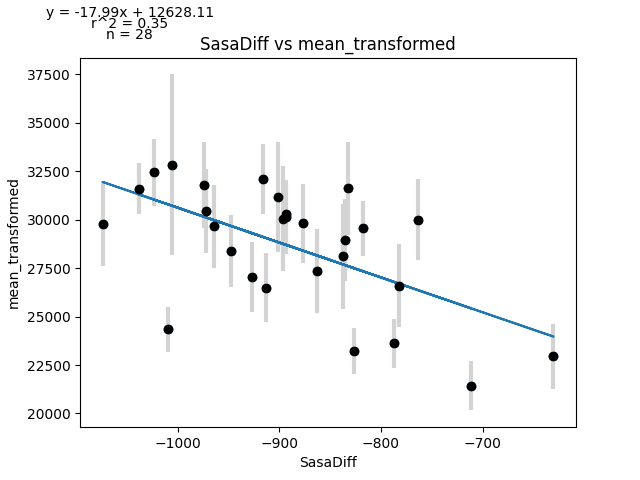 y = -17.99x + 12628.11
r^2 = 0.35
n = 28
SasaDiff vs mean_transformed
37500
35000
32500
30000
27500
25000
22500
20000
mean_transformed
−1000
−900
−800
−700
SasaDiff